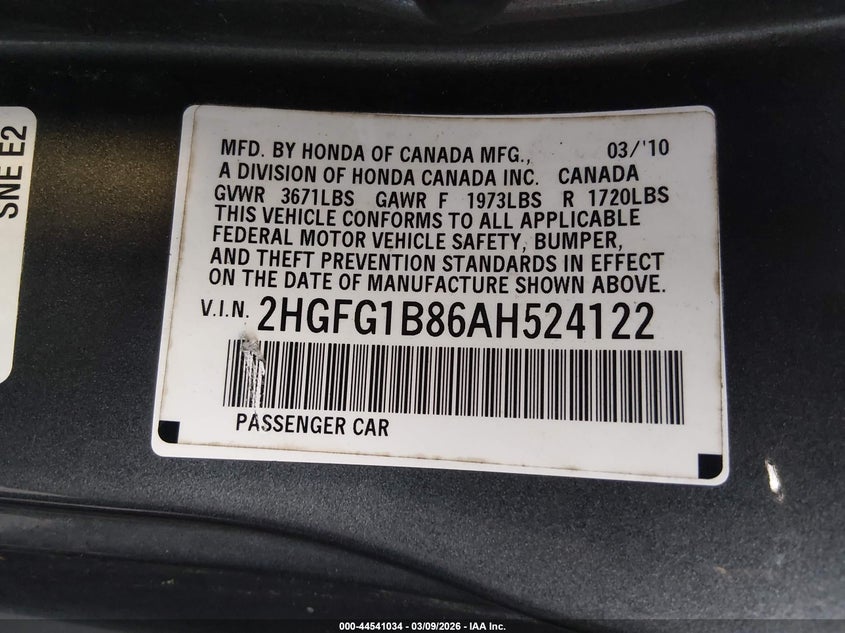 SNE E2
MFD. BY HONDA OF CANADA MFG., 03/'10
A DIVISION OF HONDA CANADA INC. CANADA
GVWR 3671LBS GAWR F 1973LBS R 1720LBS
THIS VEHICLE CONFORMS TO ALL APPLICABLE
FEDERAL MOTOR VEHICLE SAFETY, BUMPER,
AND THEFT PREVENTION STANDARDS IN EFFECT
ON THE DATE OF MANUFACTURE SHOWN ABOVE.
V.I.N. 2HGFG1B86AH524122
PASSENGER CAR
000-44541034 - 03/09/2026 - IAA Inc.